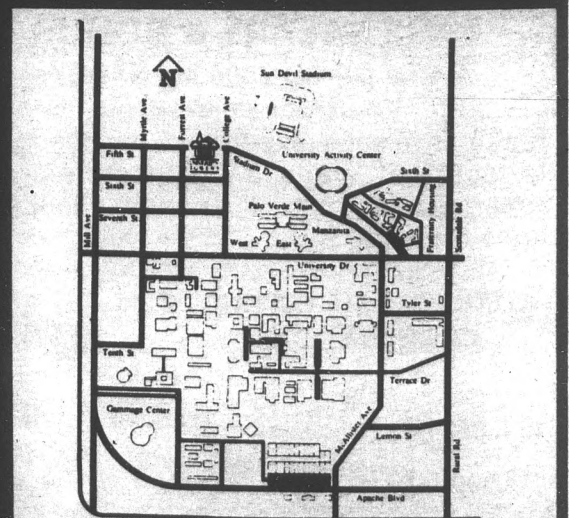 N
Sun Devil Stadium
Myrtle Ave
Forrest Ave
College Ave
Fifth St
Stadium Dr
University Activity Center
Sixth St
Sixth St
Palo Verde Main
Fraternity Housing
Seventh St
Manzanita
Scottsdale Rd
Mill Ave
West
East
University Dr
Tyler St
Tenth St
Terrace Dr
Gammage Center
McAllister Ave
Lemon St
Rural Rd
Apache Blvd